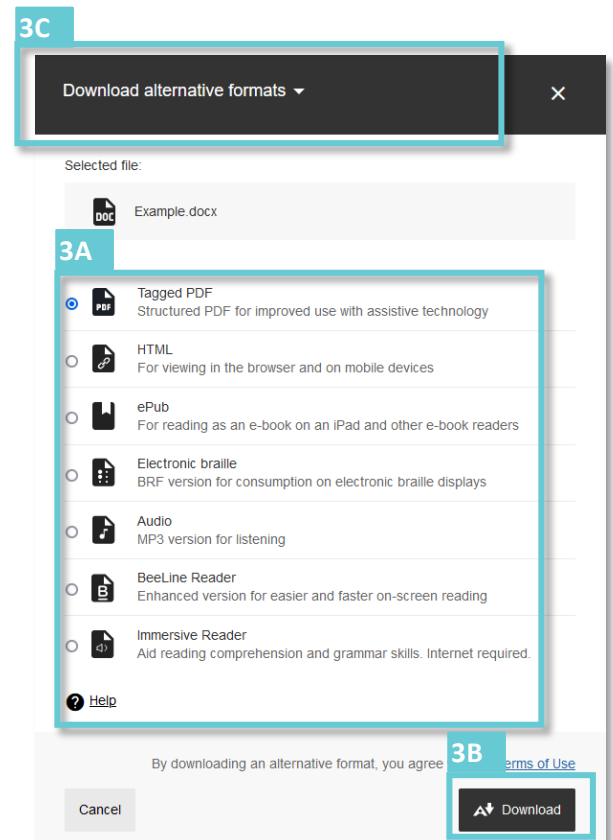 3C
Download alternative formats
Selected file:
DOC
Example.docx
3A
PDF
Tagged PDF
Structured PDF for improved use with assistive technology
HTML
For viewing in the browser and on mobile devices
ePub
For reading as an e-book on an iPad and other e-book readers
Electronic braille
BRF version for consumption on electronic braille displays
Audio
MP3 version for listening
B
BeeLine Reader
Enhanced version for easier and faster on-screen reading
Immersive Reader
Aid reading comprehension and grammar skills. Internet required.
? Help
3B
By downloading an alternative format, you agree erms of Use
Cancel
A Download